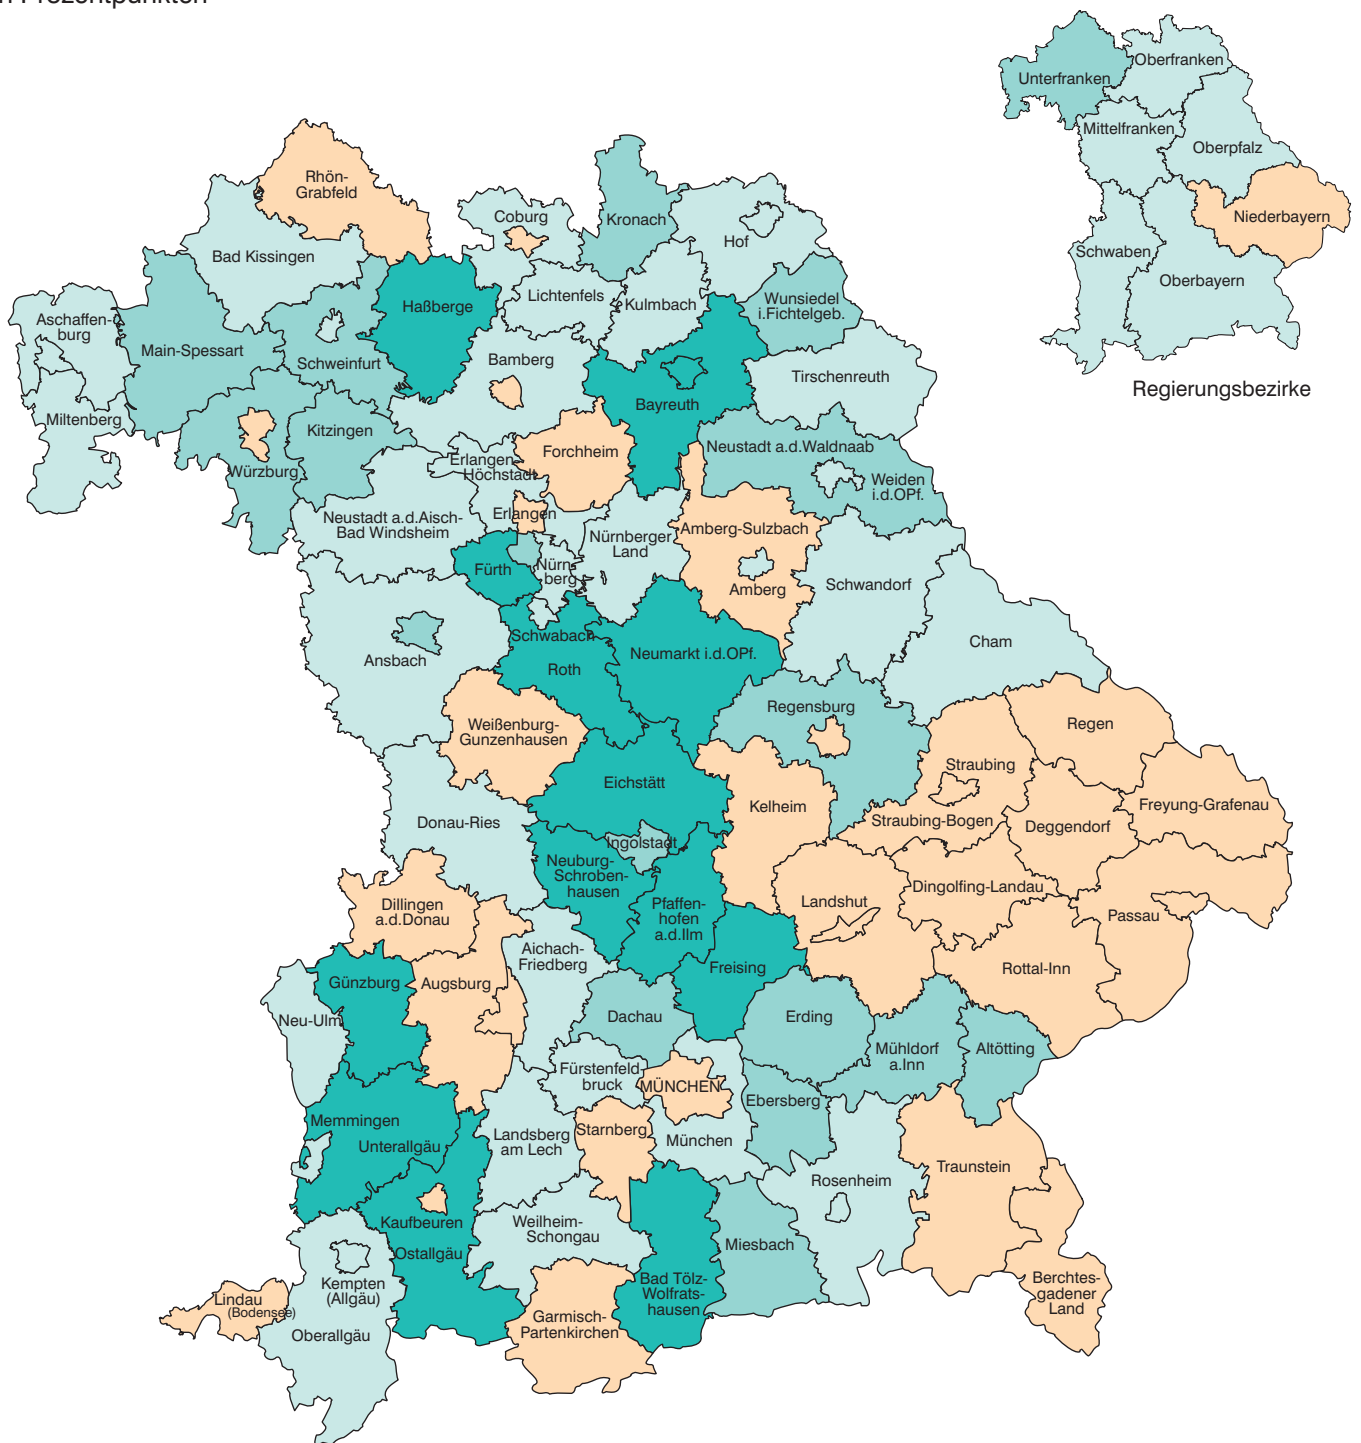 Prozentpunkten
Oberfranken
Unterfranken
Mittelfranken
Oberpfalz
Niederbayern
Schwaben
Oberbayern
Regierungsbezirke
Rhön-
Grabfeld
Coburg
Kronach
Hof
Bad Kissingen
Lichtenfels
Kulmbach
Wunsiedel
i.Fichtelgeb.
Haßberge
Aschaffen-
burg
Main-Spessart
Schweinfurt
Bamberg
Tirschenreuth
Bayreuth
Miltenberg
Kitzingen
Würzburg
Forchheim
Neustadt a.d.Waldnaab
Weiden
i.d.OPf.
Erlangen-
Höchstadt
Erlangen
Neustadt a.d.Aisch-
Bad Windsheim
Nürnberger
Land
Amberg-Sulzbach
Amberg
Fürth
Nürn-
berg
Schwandorf
Schwabach
Roth
Neumarkt i.d.OPf.
Cham
Ansbach
Regensburg
Weißenburg-
Gunzenhausen
Regen
Straubing
Eichstätt
Kelheim
Freyung-Grafenau
Straubing-Bogen
Deggendorf
Donau-Ries
Ingolstadt
Neuburg-
Schroben-
hausen
Dingolfing-Landau
Landshut
Passau
Pfaffen-
hofen
a.d.Ilm
Dillingen
a.d.Donau
Aichach-
Friedberg
Freising
Rottal-Inn
Günzburg
Augsburg
Neu-Ulm
Dachau
Erding
Mühldorf
a.Inn
Altötting
Fürstenfeld-
bruck
MÜNCHEN
Ebersberg
Memmingen
Unterallgäu
Landsberg
am Lech
Starnberg
München
Traunstein
Rosenheim
Kaufbeuren
Ostallgäu
Weilheim-
Schongau
Miesbach
Kempten
(Allgäu)
Bad Tölz-
Wolfrats-
hausen
Berchtes-
gadener
Land
Lindau
(Bodensee)
Oberallgäu
Garmisch-
Partenkirchen